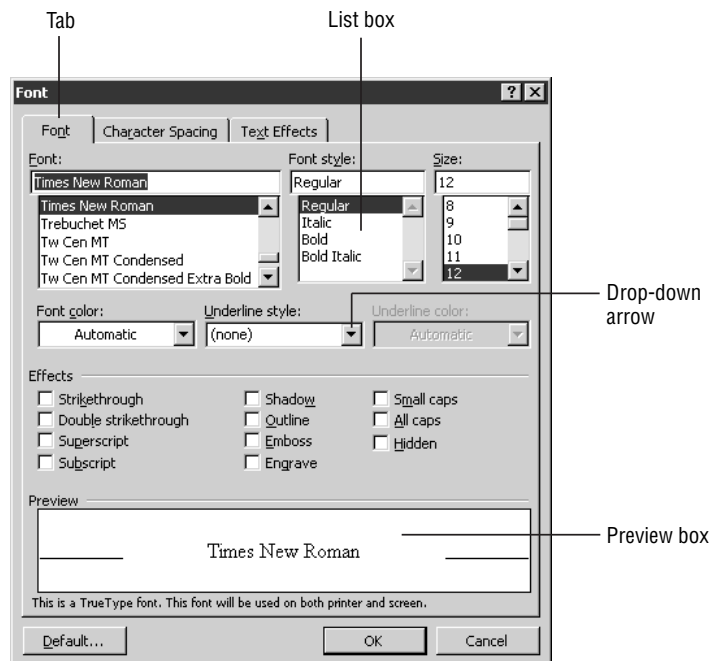 Tab List box
Font ? ×
Font Character Spacing Text Effects
Font: Font style: Size:
Times New Roman Regular 12
Times New Roman Regular 8
Trebuchet MS Italic 9
Tw Cen MT Bold 10
Tw Cen MT Condensed Bold Italic 11
Tw Cen MT Condensed Extra Bold 12
Drop-down
arrow
Font color: Underline style: Underline color:
Automatic (none) Automatic
Effects
Strikethrough Shadow Small caps
Double strikethrough Outline All caps
Superscript Emboss Hidden
Subscript Engrave
Preview
Times New Roman
Preview box
This is a TrueType font. This font will be used on both printer and screen.
Default... OK Cancel